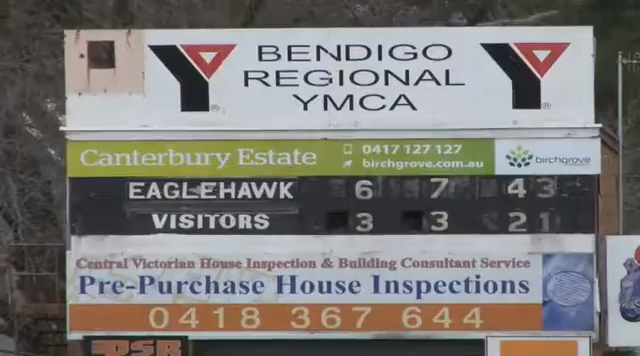 BENDIGO
REGIONAL
YMCA
Canterbury Estate
0417 127 127
birchgrove.com.au
birchgrove
EAGLEHAWK 6 7 43
VISITORS 3 3 21
Central Victorian House Inspection & Building Consultant Service
Pre-Purchase House Inspections
0418 367 644
PSR